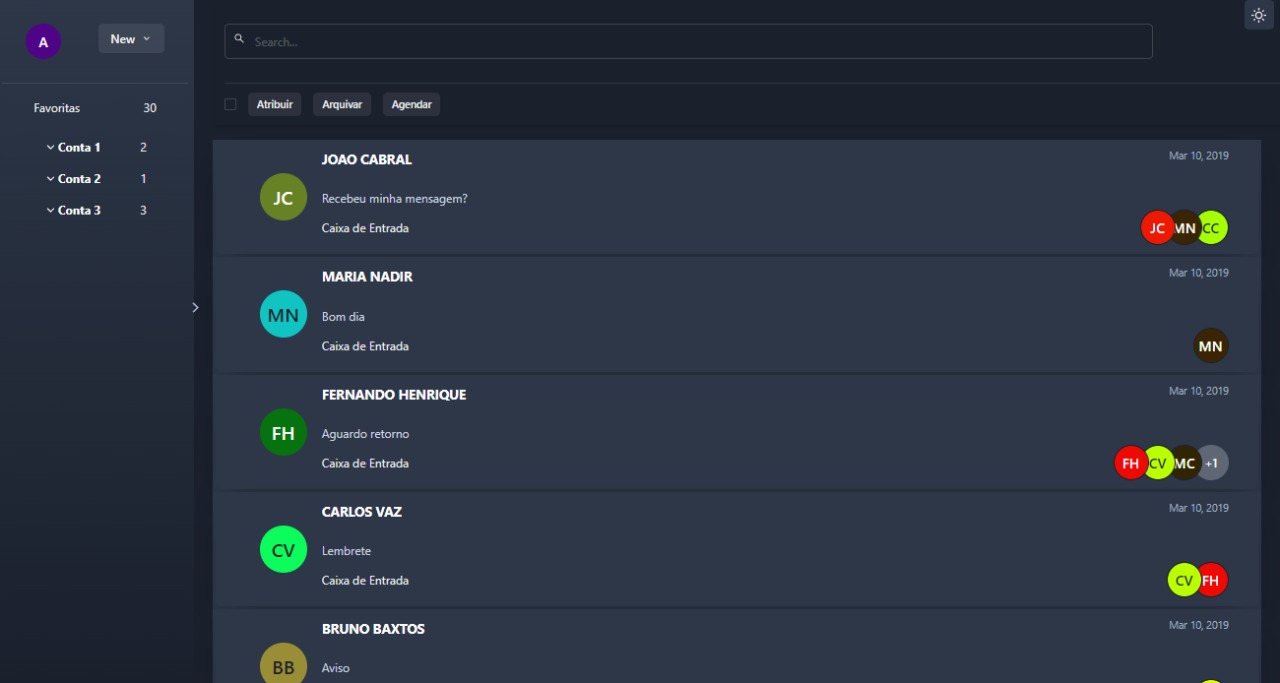 A
New
Favoritas 30
Conta 1 2
Conta 2 1
Conta 3 3
Search...
Atribuir Arquivar Agendar
JOAO CABRAL Mar 10, 2019
JC Recebeu minha mensagem?
Caixa de Entrada JC MN CC
MARIA NADIR Mar 10, 2019
MN Bom dia
Caixa de Entrada MN
FERNANDO HENRIQUE Mar 10, 2019
FH Aguardo retorno
Caixa de Entrada FH CV MC +1
CARLOS VAZ Mar 10, 2019
CV Lembrete
Caixa de Entrada CV FH
BRUNO BAXTOS Mar 10, 2019
BB Aviso